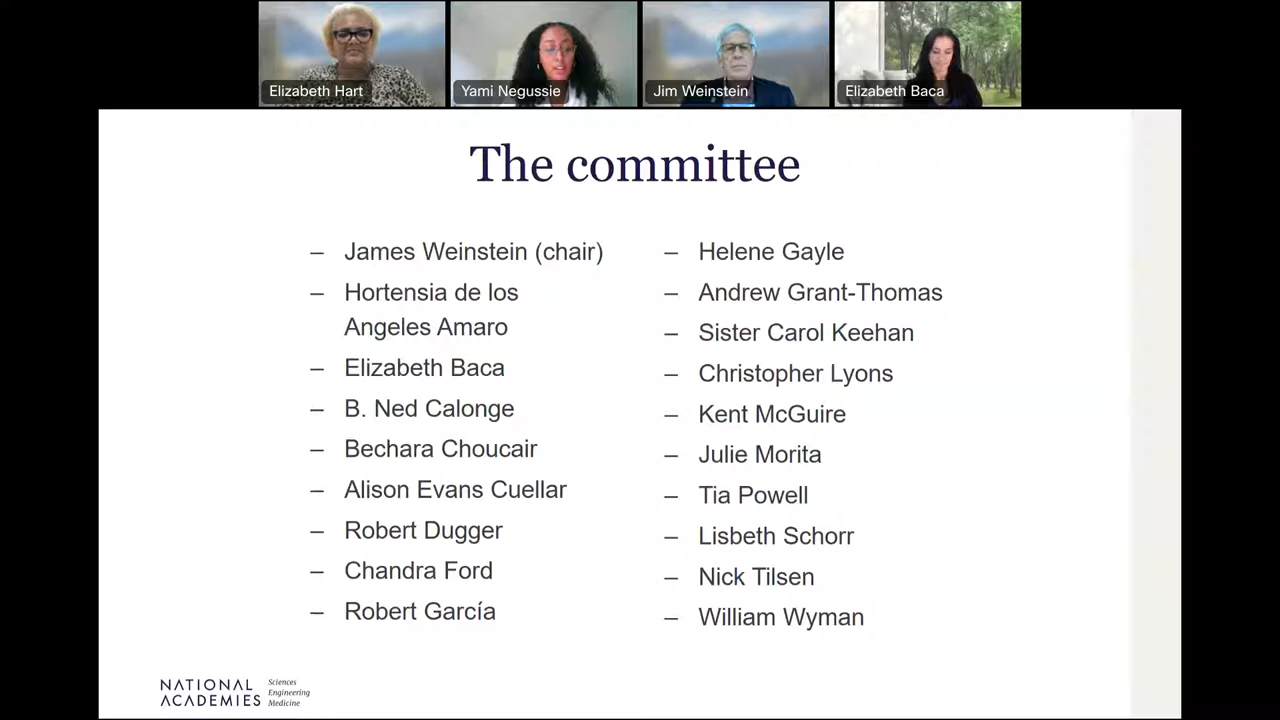 Elizabeth Hart
Yami Negussie
Jim Weinstein
Elizabeth Baca
The committee
– James Weinstein (chair)
– Hortensia de los
Angeles Amaro
– Elizabeth Baca
– B. Ned Calonge
– Bechara Choucair
– Alison Evans Cuellar
– Robert Dugger
– Chandra Ford
– Robert García
– Helene Gayle
– Andrew Grant-Thomas
– Sister Carol Keehan
– Christopher Lyons
– Kent McGuire
– Julie Morita
– Tia Powell
– Lisbeth Schorr
– Nick Tilsen
– William Wyman
NATIONAL
ACADEMIES
Sciences
Engineering
Medicine